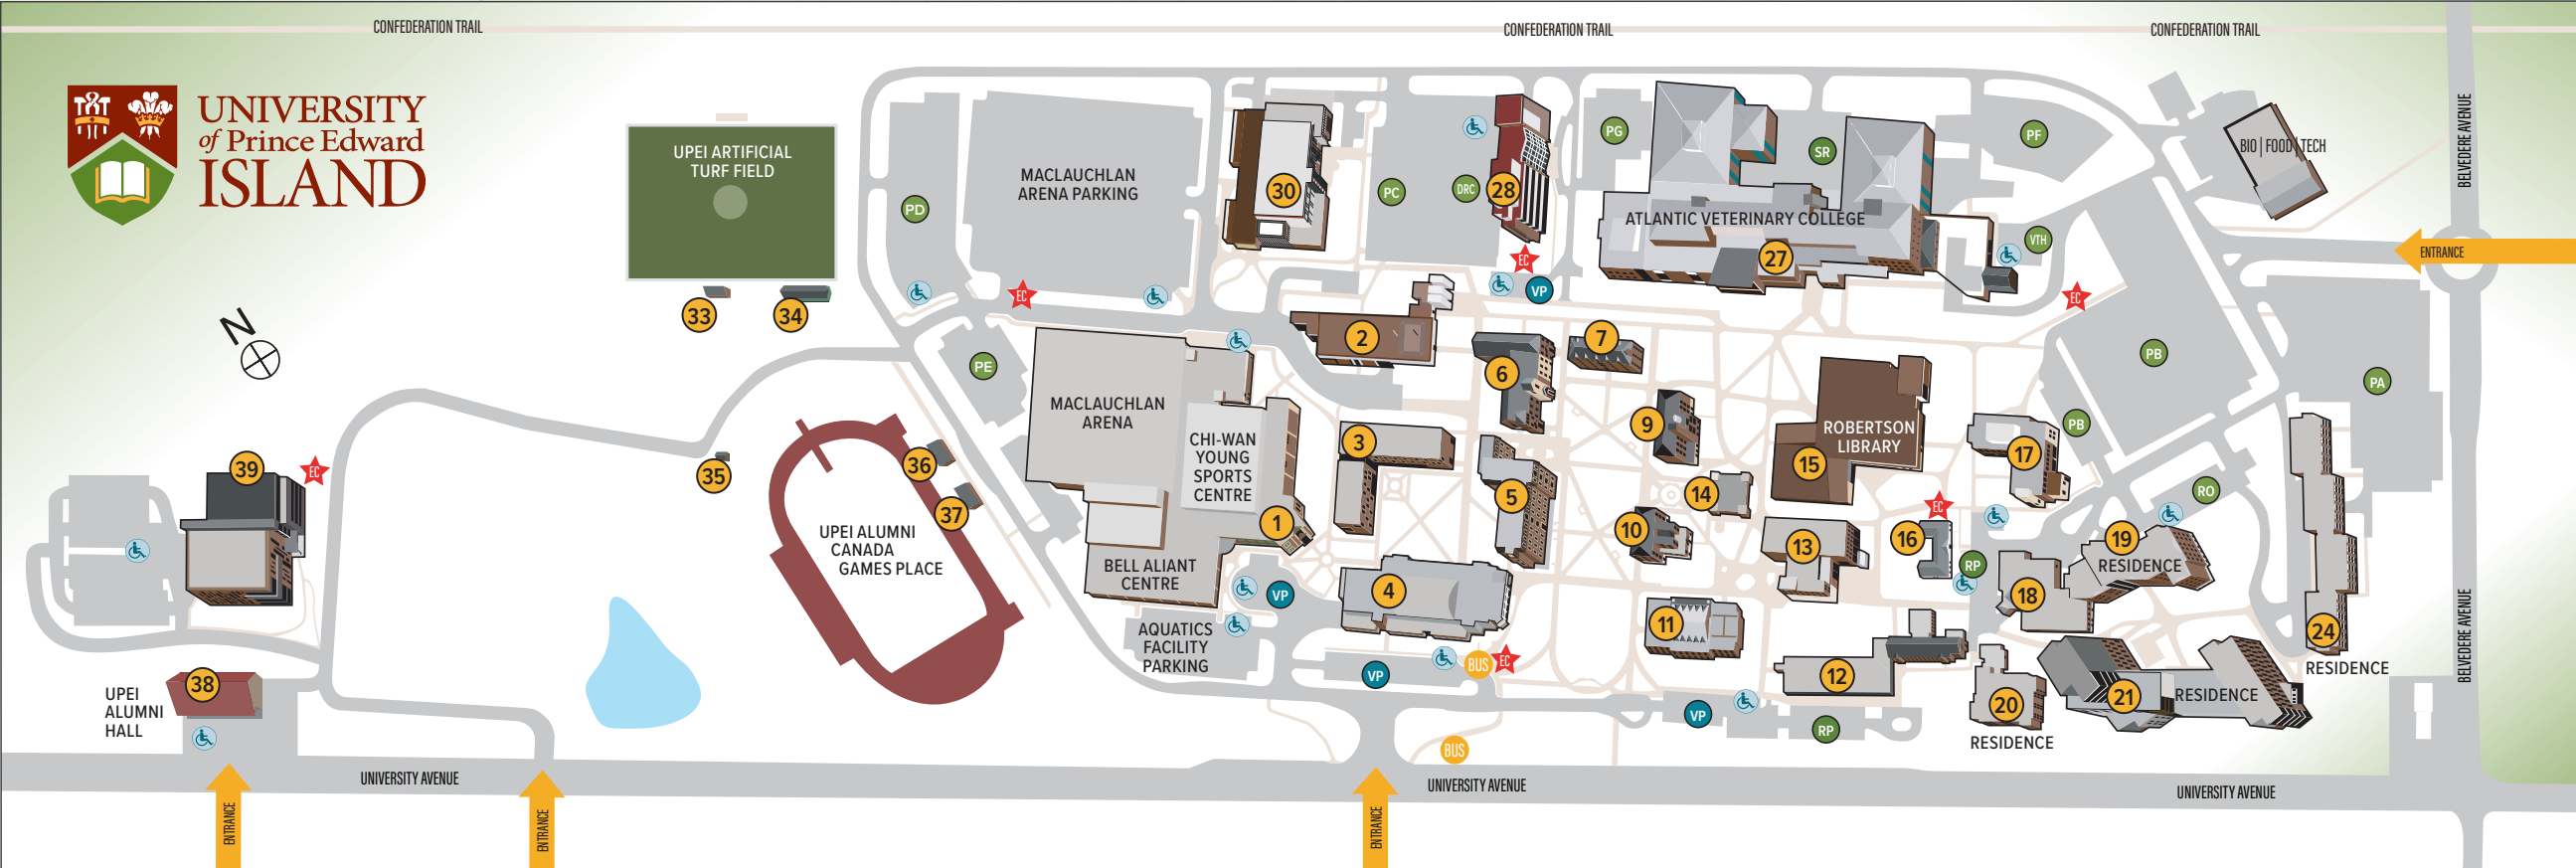 CONFEDERATION TRAIL
CONFEDERATION TRAIL
CONFEDERATION TRAIL
UNIVERSITY
of Prince Edward
ISLAND
N
UPEI ARTIFICIAL
TURF FIELD
33
34
PD
MACLAUCHLAN
ARENA PARKING
EC
30
PC
DRC
28
EC
VP
PG
SR
PF
ATLANTIC VETERINARY COLLEGE
27
VTH
BIO | FOOD | TECH
BELVEDERE AVENUE
ENTRANCE
EC
PB
PA
PE
MACLAUCHLAN
ARENA
CHI-WAN
YOUNG
SPORTS
CENTRE
1
BELL ALIANT
CENTRE
2
3
4
5
6
7
9
10
11
12
13
14
15
ROBERTSON
LIBRARY
EC
16
RP
17
PB
RO
18
19
RESIDENCE
20
RESIDENCE
21
RESIDENCE
24
RESIDENCE
BELVEDERE AVENUE
39
EC
35
36
37
UPEI ALUMNI
CANADA
GAMES PLACE
38
UPEI
ALUMNI
HALL
AQUATICS
FACILITY
PARKING
VP
VP
BUS
EC
VP
RP
BUS
UNIVERSITY AVENUE
UNIVERSITY AVENUE
UNIVERSITY AVENUE
ENTRANCE
ENTRANCE
ENTRANCE